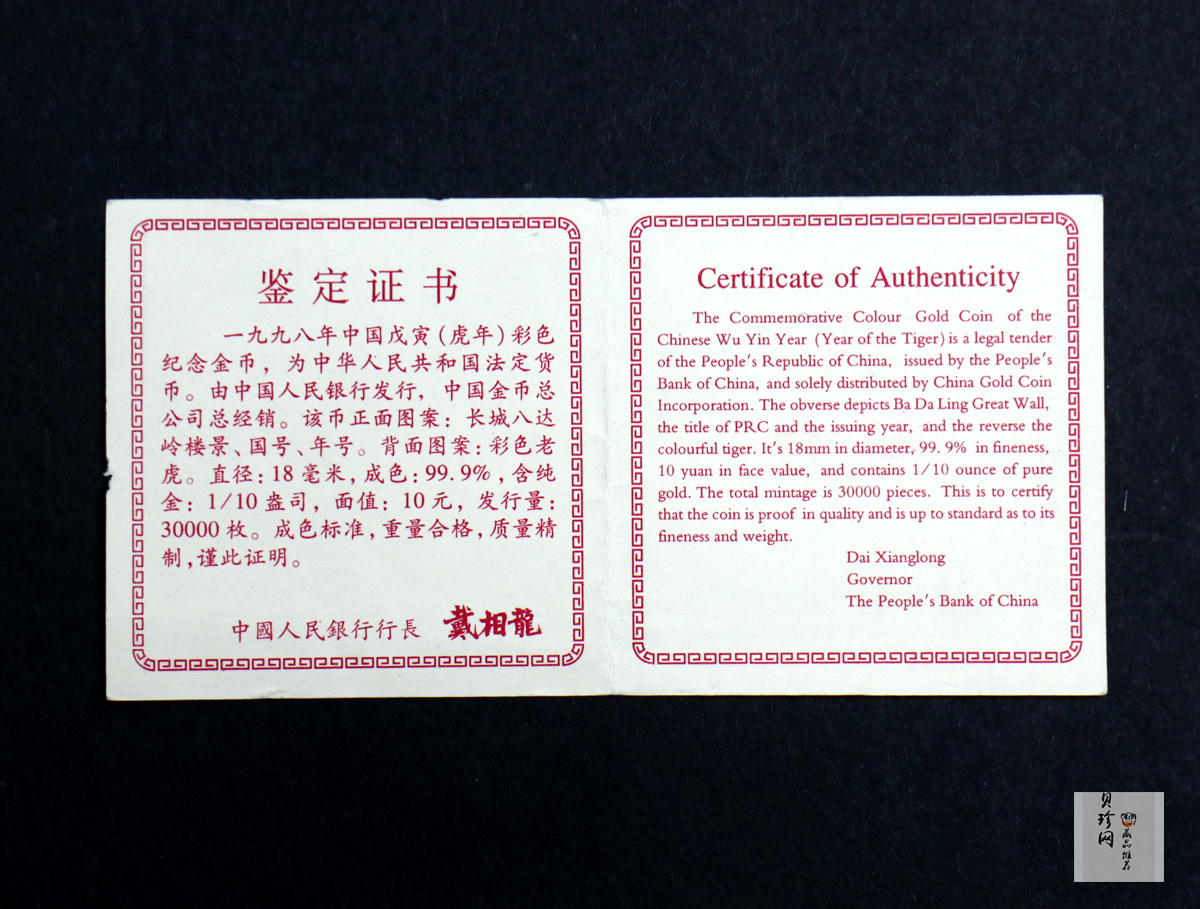 鉴定证书
一九九八年中国戊寅(虎年)彩色
纪念金币，为中华人民共和国法定货
币。由中国人民银行发行，中国金币总
公司总经销。该币正面图案：长城八达
岭楼景、国号、年号。背面图案：彩色老
虎。直径：18毫米，成色：99.9%，含纯
金：1/10盎司，面值：10元，发行量：
30000枚。成色标准，重量合格，质量精
制，谨此证明。
中國人民銀行行長 戴相龍
Certificate of Authenticity
The Commemorative Colour Gold Coin of the
Chinese Wu Yin Year (Year of the Tiger) is a legal tender
of the People's Republic of China, issued by the People's
Bank of China, and solely distributed by China Gold Coin
Incorporation. The obverse depicts Ba Da Ling Great Wall,
the title of PRC and the issuing year, and the reverse the
colourful tiger. It's 18mm in diameter, 99.9% in fineness,
10 yuan in face value, and contains 1/10 ounce of pure
gold. The total mintage is 30000 pieces. This is to certify
that the coin is proof in quality and is up to standard as to its
fineness and weight.
Dai Xianglong
Governor
The People's Bank of China
贝珍网
藏品推荐